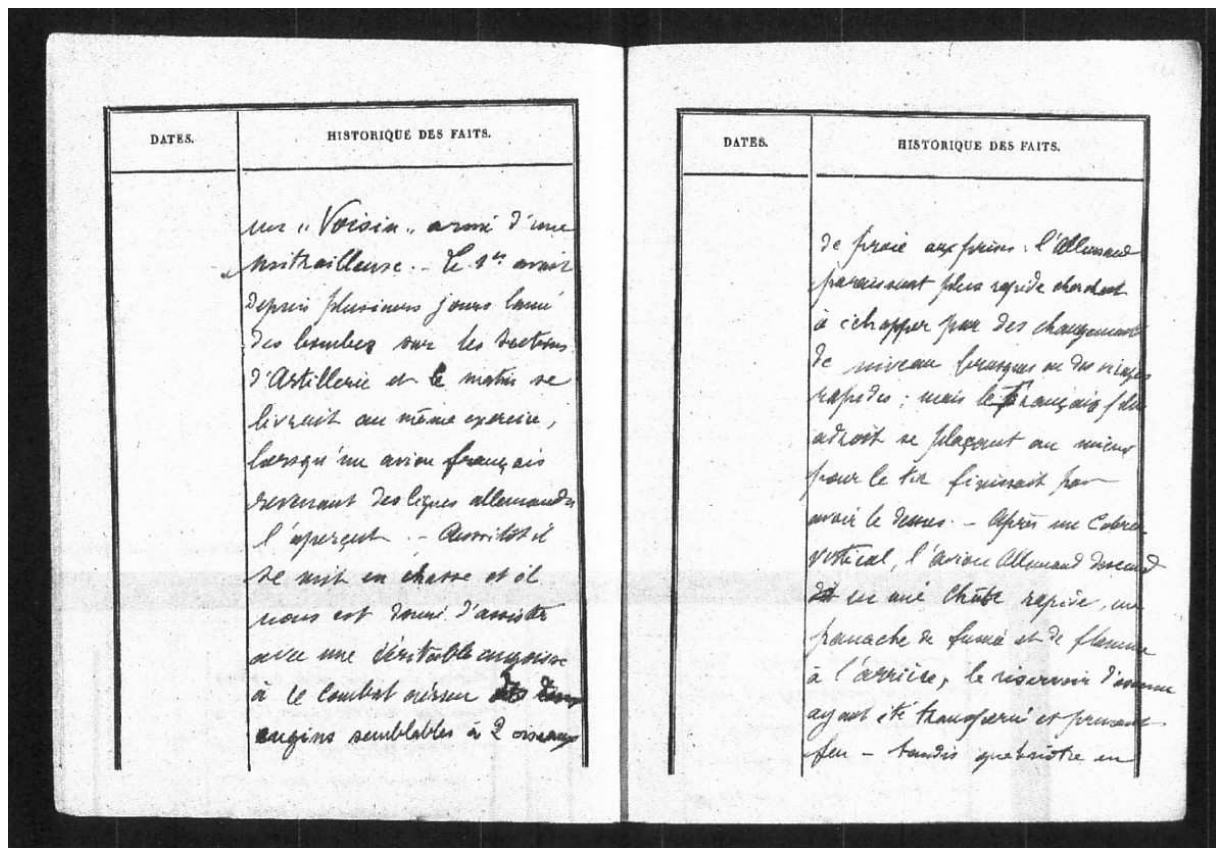 DATES.
HISTORIQUE DES FAITS.
un "Voisin" armé d'une
mitrailleuse. - Le 1er avait
depuis plusieurs jours lancé
des bombes sur les secteurs
d'Artillerie et le matin se
livrait au même exercice,
lorsqu'un avion français
revenant des lignes allemandes
l'aperçut. - Aussitôt il
se mit en chasse et il
nous est donné d'assister
avec une véritable angoisse
à ce combat aérien des deux
engins semblables à 2 oiseaux
DATES.
HISTORIQUE DES FAITS.
de proie aux prises. l'Allemand
paraissant plus rapide cherchant
à échapper par des changements
de niveau brusques ou des virages
rapides ; mais le Français plus
adroit se plaçant au mieux
pour le tir finissait par
avoir le dessus. - Après un Cabré
vertical, l'avion Allemand descend
en une chute rapide, un
panache de fumée et de flamme
à l'arrière, le réservoir d'essence
ayant été transpercé et prenant
feu - tandis que notre en